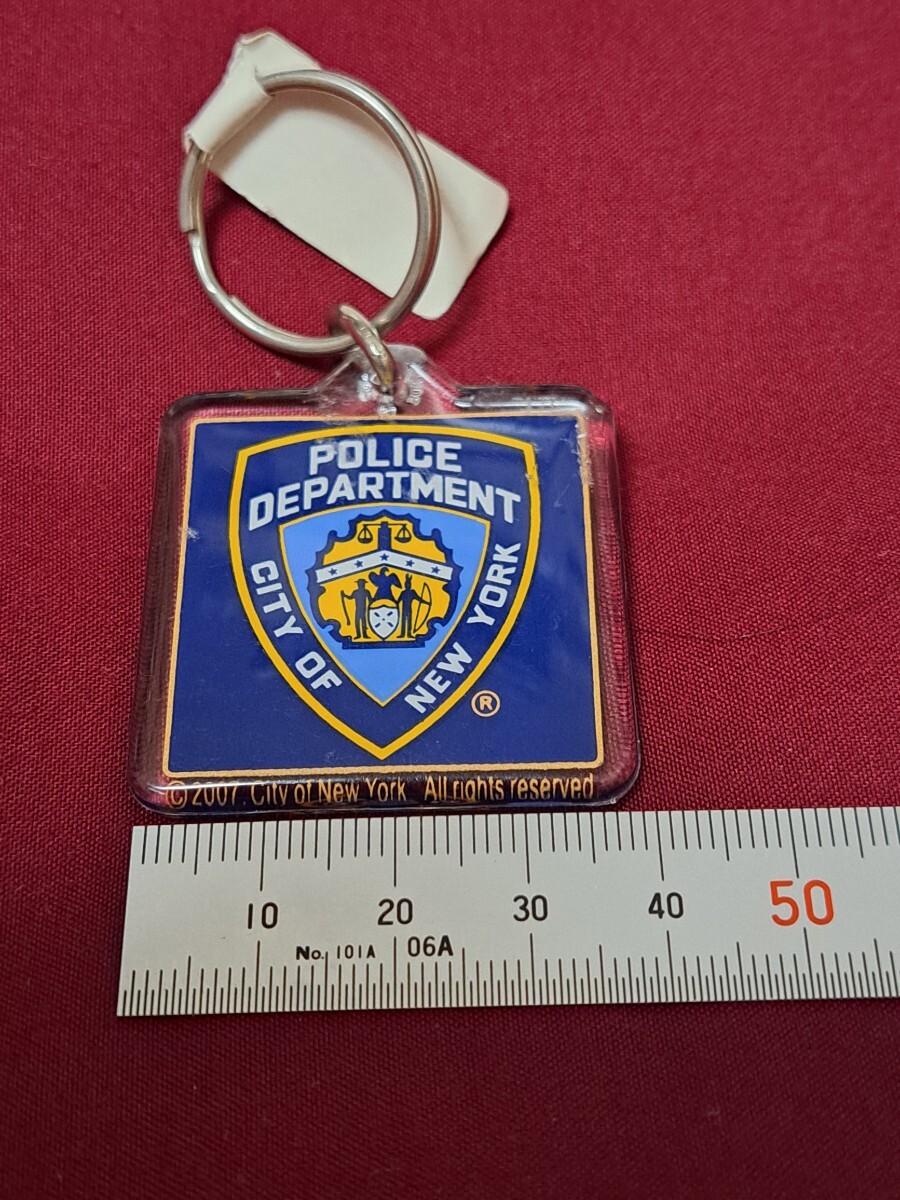 POLICE
DEPARTMENT
CITY OF
NEW YORK
®
© 2007. City of New York All rights reserved
10 20 30 40 50
No. 101A 06A